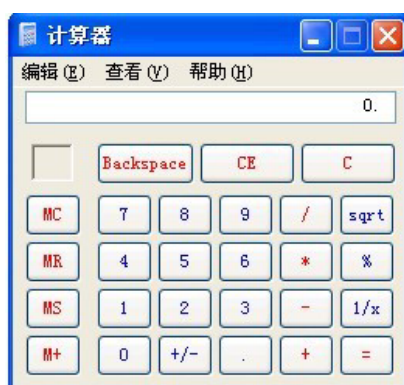 计算器
编辑(E) 查看(V) 帮助(H)
0.
Backspace CE C
MC 7 8 9 / sqrt
MR 4 5 6 * %
MS 1 2 3 - 1/x
M+ 0 +/- . + =